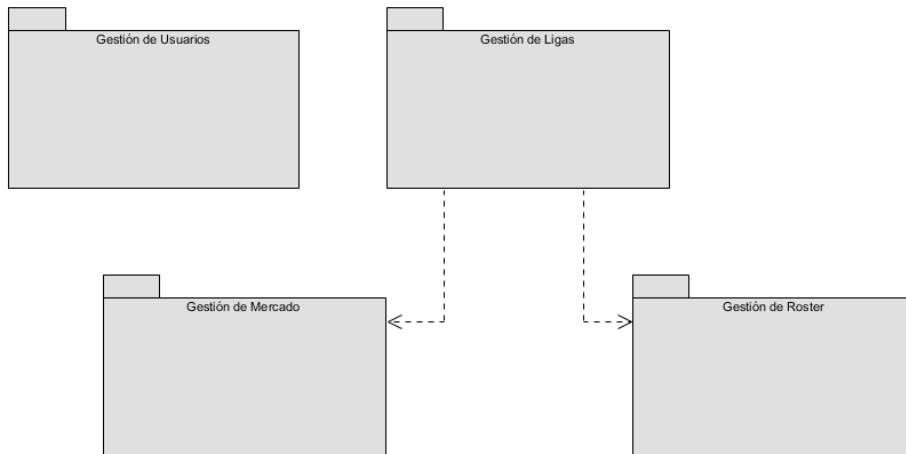 Gestión de Usuarios
Gestión de Ligas
Gestión de Mercado
Gestión de Roster